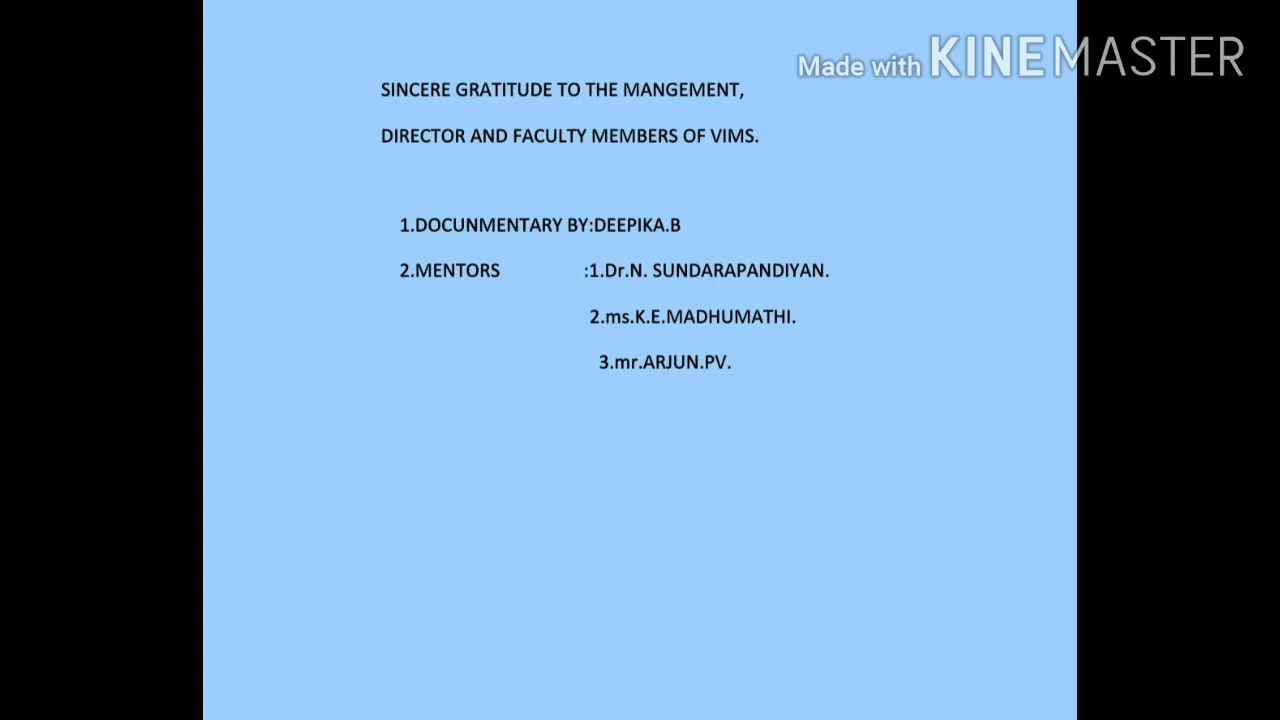 Made with KINEMASTER
SINCERE GRATITUDE TO THE MANGEMENT,
DIRECTOR AND FACULTY MEMBERS OF VIMS.
1.DOCUNMENTARY BY:DEEPIKA.B
2.MENTORS :1.Dr.N. SUNDARAPANDIYAN.
2.ms.K.E.MADHUMATHI.
3.mr.ARJUN.PV.